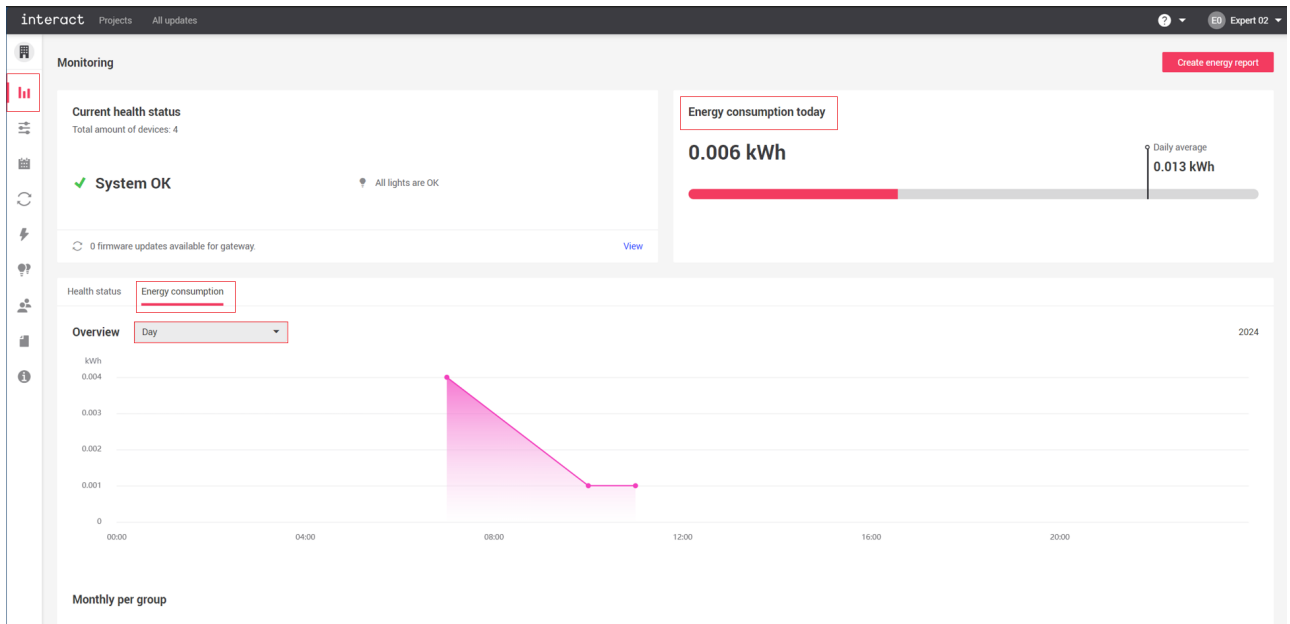 interact Projects All updates
? E0 Expert 02
Monitoring
Create energy report
Current health status
Total amount of devices: 4
System OK
All lights are OK
0 firmware updates available for gateway.
View
Energy consumption today
0.006 kWh
Daily average
0.013 kWh
Health status Energy consumption
Overview Day 2024
kWh
0.004
0.003
0.002
0.001
0
00:00 04:00 08:00 12:00 16:00 20:00
Monthly per group